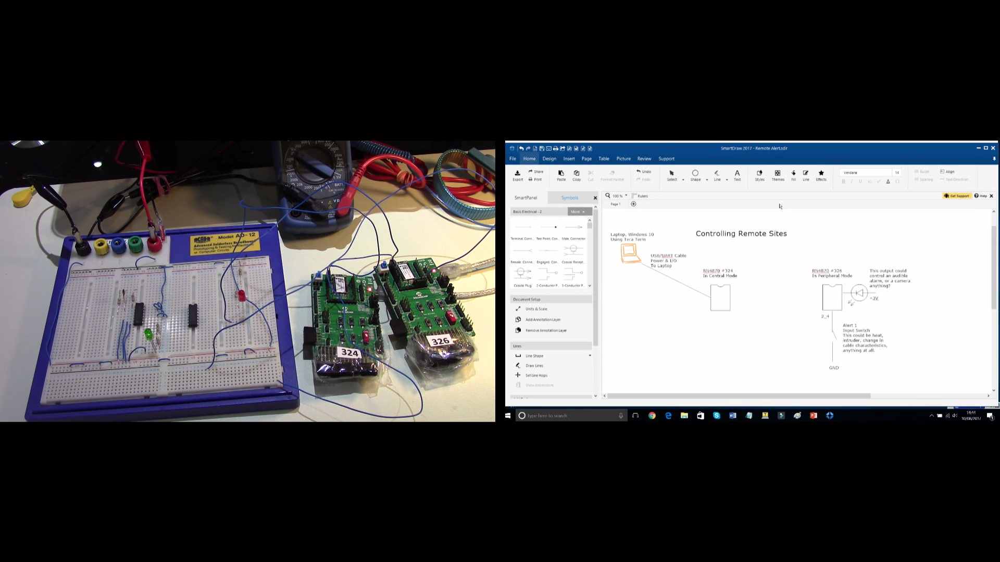 Model AD-12
Advanced Solderless Breadboard
Prototyping & Testing for Electronic
or Computer Circuits
1.5V
BATT
MICROCHIP
324
326
SmartDraw 2017 - Remote Alert.sdr
File Home Design Insert Page Table Picture Review Support
Export Share Print Paste Copy Cut Format Painter Undo Redo Select Shape Line Text Styles Themes Fill Line Effects Verdana 14 Bullet Align Spacing Text Direction
SmartPanel Symbols
100 % Rulers
Get Support Help
Page 1
Basic Electrical - 2 More
Terminal, Conn... Test Point, Con... Male, Connector
Female, Conne... Engaged, Con... Coaxial Recept...
Coaxial Plug 2-Conductor P... 3-Conductor P...
Document Setup
Units & Scale
Add Annotation Layer
Remove Annotation Layer
Lines
Line Shape
Draw Lines
Set Line Hops
Show dimensions
Controlling Remote Sites
Laptop, Windows 10
Using Tera Term
USB/UART Cable
Power & I/O
To Laptop
RN4870 #324
In Central Mode
RN4870 #326
In Peripheral Mode
This output could
control an audible
alarm, or a camera
anything?
+3V
2_4
Alert 1
Input Switch
This could be heat,
intruder, change in
cable characteristics,
anything at all.
GND
Type here to search
14:44
10/08/2017